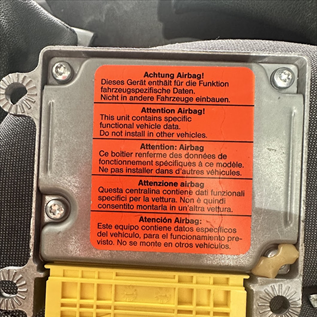 Achtung Airbag!
Dieses Gerät enthält für die Funktion
fahrzeugspezifische Daten.
Nicht in andere Fahrzeuge einbauen.
Attention Airbag!
This unit contains specific
functional vehicle data.
Do not install in other vehicles.
Attention: Airbag
Ce boitier renferme des données de
fonctionnement spécifiques à ce modèle.
Ne pas installer dans d'autres véhicules.
Attenzione airbag
Questa centralina contiene dati funzionali
specifici per la vettura. Non è quindi
consentito montarla in un'altra vettura.
Atención Airbag:
Este equipo contiene datos específicos
del vehículo, para el funcionamiento pre-
visto. No se monte en otros vehículos.